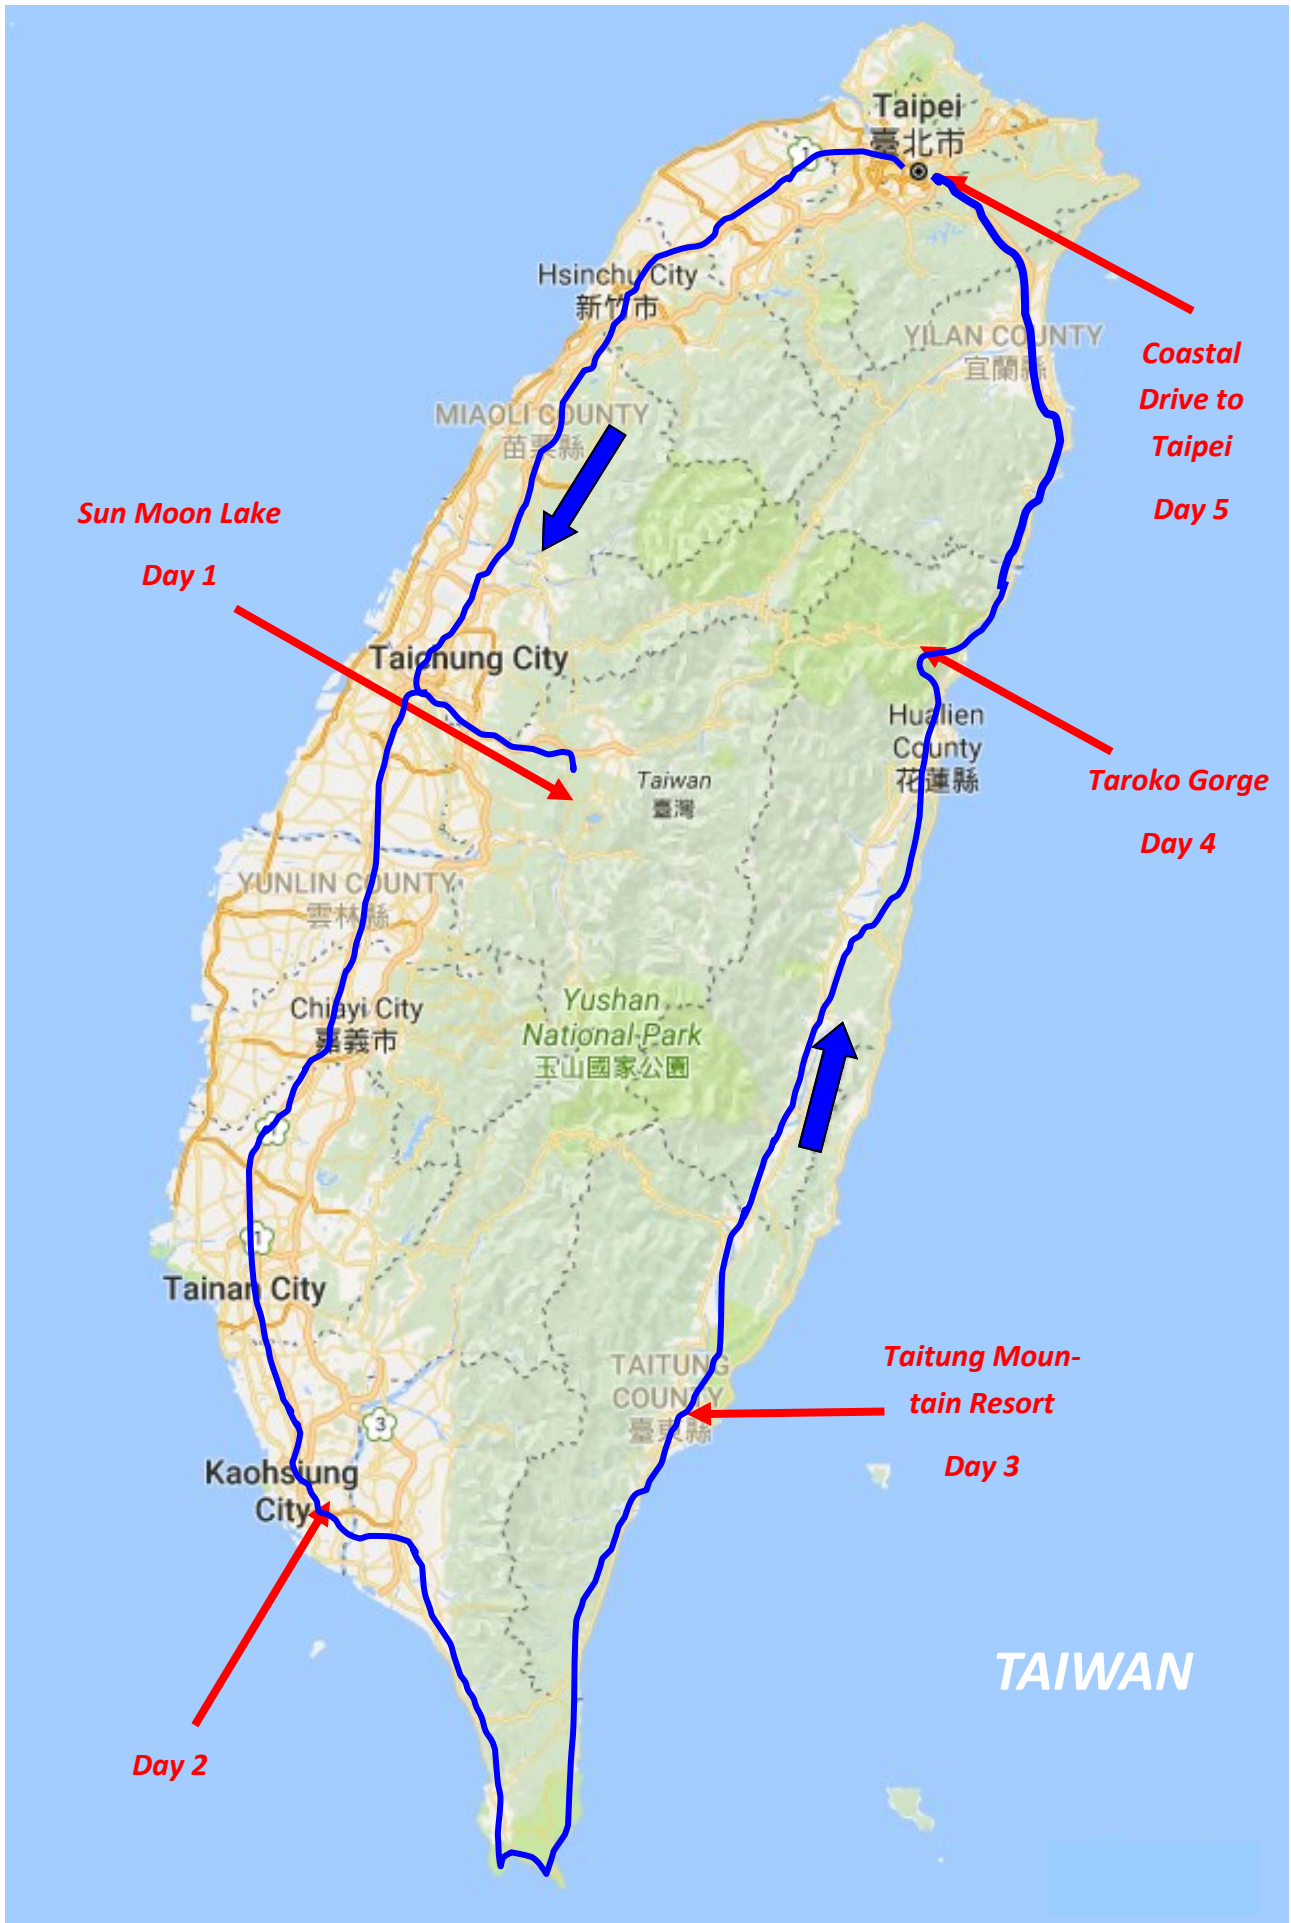 Taipei
臺北市
1
Hsinchu City
新竹市
YILAN COUNTY
宜蘭縣
Coastal
Drive to
Taipei
Day 5
MIAOLI COUNTY
苗栗縣
Sun Moon Lake
Day 1
Taichung City
Hualien
County
花蓮縣
Taroko Gorge
Day 4
Taiwan
臺灣
YUNLIN COUNTY
雲林縣
Chiayi City
嘉義市
Yushan
National Park
玉山國家公園
1
Tainan City
TAITUNG
COUNTY
臺東縣
Taitung Moun-
tain Resort
Day 3
3
Kaohsiung
City
TAIWAN
Day 2